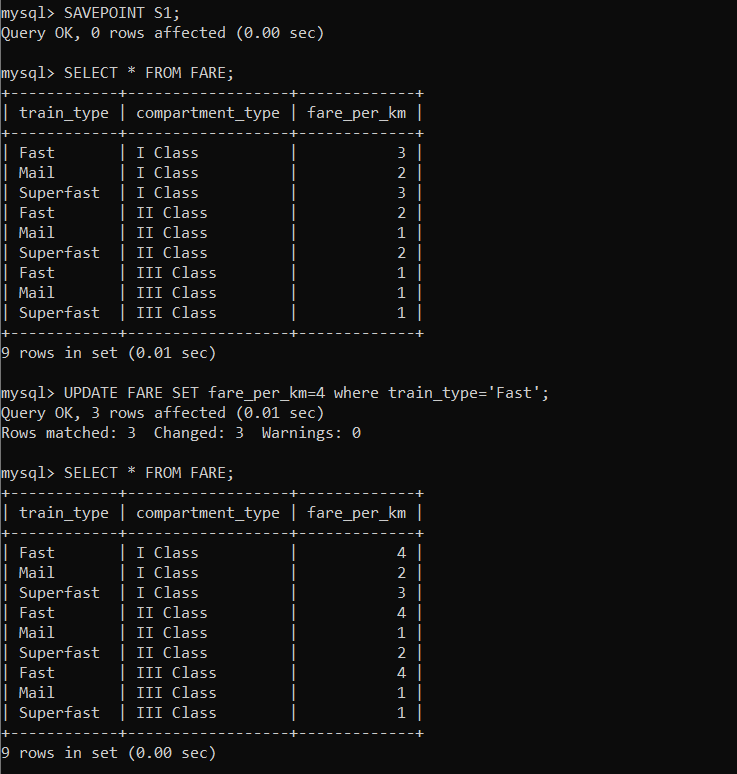 mysql> SAVEPOINT S1;
Query OK, 0 rows affected (0.00 sec)

mysql> SELECT * FROM FARE;
+------------+------------------+-------------+
| train_type | compartment_type | fare_per_km |
+------------+------------------+-------------+
| Fast       | I Class          |           3 |
| Mail       | I Class          |           2 |
| Superfast  | I Class          |           3 |
| Fast       | II Class         |           2 |
| Mail       | II Class         |           1 |
| Superfast  | II Class         |           2 |
| Fast       | III Class        |           1 |
| Mail       | III Class        |           1 |
| Superfast  | III Class        |           1 |
+------------+------------------+-------------+
9 rows in set (0.01 sec)

mysql> UPDATE FARE SET fare_per_km=4 where train_type='Fast';
Query OK, 3 rows affected (0.01 sec)
Rows matched: 3  Changed: 3  Warnings: 0

mysql> SELECT * FROM FARE;
+------------+------------------+-------------+
| train_type | compartment_type | fare_per_km |
+------------+------------------+-------------+
| Fast       | I Class          |           4 |
| Mail       | I Class          |           2 |
| Superfast  | I Class          |           3 |
| Fast       | II Class         |           4 |
| Mail       | II Class         |           1 |
| Superfast  | II Class         |           2 |
| Fast       | III Class        |           4 |
| Mail       | III Class        |           1 |
| Superfast  | III Class        |           1 |
+------------+------------------+-------------+
9 rows in set (0.00 sec)